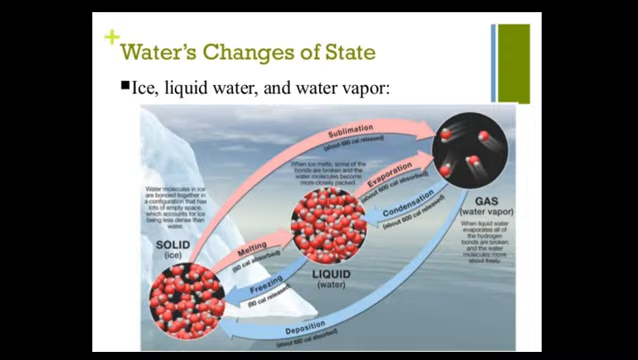 +
Water's Changes of State
Ice, liquid water, and water vapor:
Sublimation
(about 680 cal released)
When ice melts, some of the
bonds are broken and the
water molecules become
more closely packed.
Evaporation
(about 600 cal absorbed)
Condensation
(about 600 cal released)
Water molecules in ice
are bonded together in
a configuration that has
lots of empty space,
which accounts for ice
being less dense than
water.
GAS
(water vapor)
When liquid water
evaporates all of
the hydrogen
bonds are broken
and the water
molecules move
about freely.
SOLID
(ice)
Melting
(80 cal absorbed)
LIQUID
(water)
Freezing
(80 cal released)
Deposition
(about 680 cal absorbed)